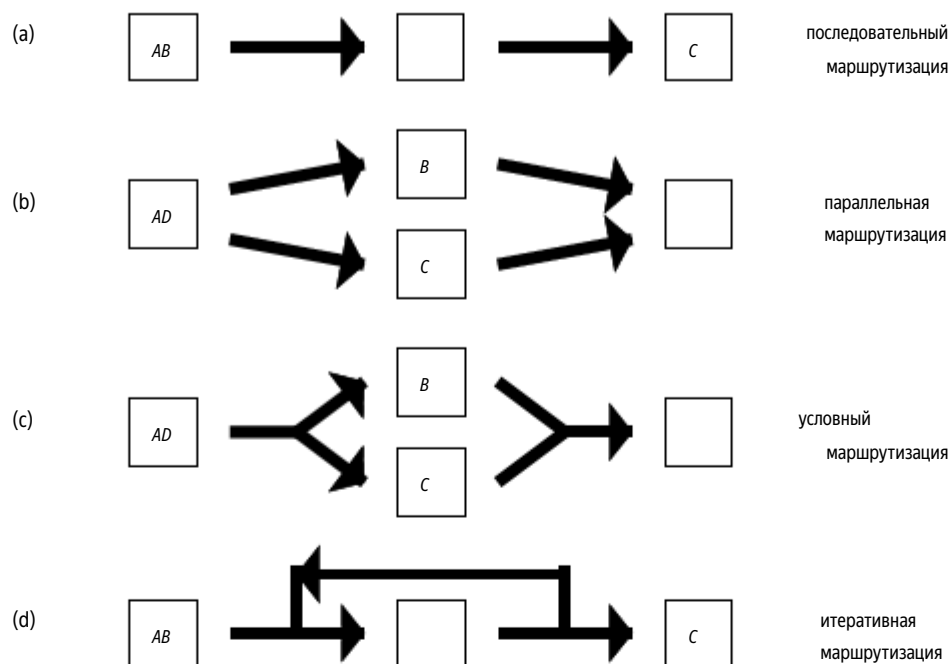 (a) AB C последовательный
маршрутизация
B
(b) AD параллельная
маршрутизация
C
B
(c) AD условный
маршрутизация
C
(d) AB C итеративная
маршрутизация